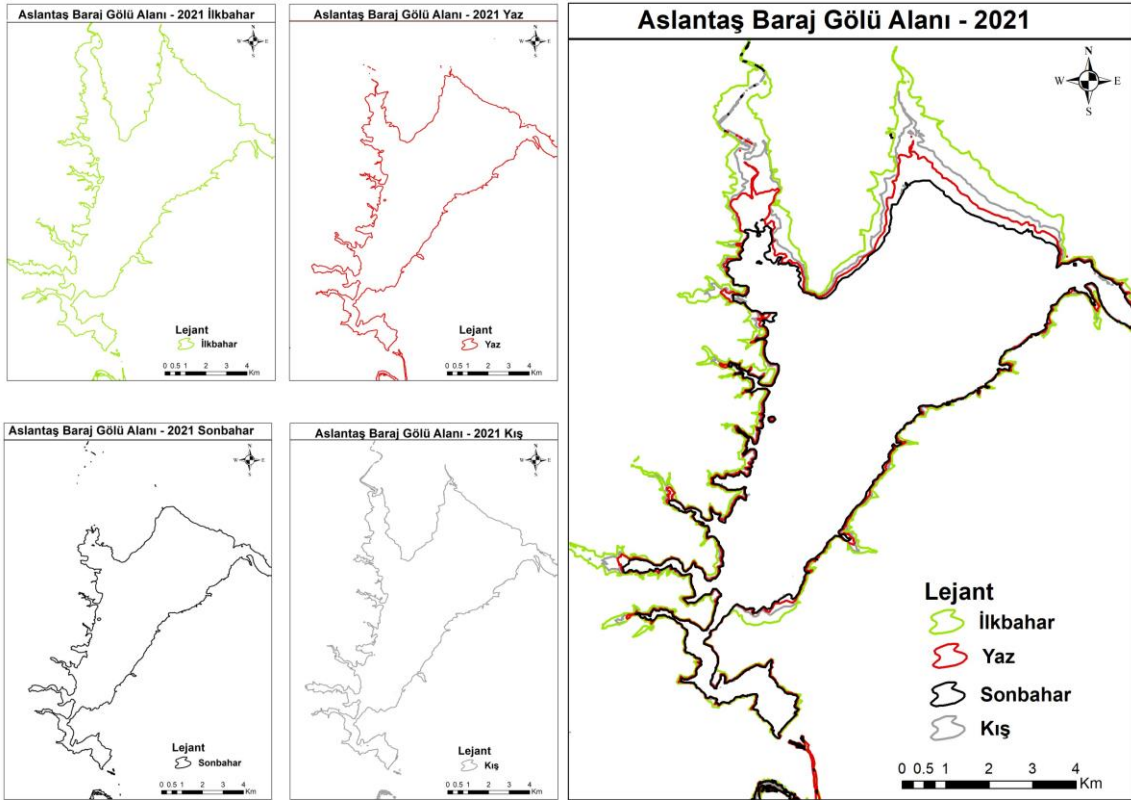 Aslantaş Baraj Gölü Alanı - 2021 İlkbahar
N
W E
S
Lejant
İlkbahar
0 0.5 1 2 3 4
Km
Aslantaş Baraj Gölü Alanı - 2021 Yaz
N
W E
S
Lejant
Yaz
0 0.5 1 2 3 4
Km
Aslantaş Baraj Gölü Alanı - 2021 Sonbahar
N
W E
S
Lejant
Sonbahar
0 0.5 1 2 3 4
Km
Aslantaş Baraj Gölü Alanı - 2021 Kış
N
W E
S
Lejant
Kış
0 0.5 1 2 3 4
Km
Aslantaş Baraj Gölü Alanı - 2021
N
W E
S
Lejant
İlkbahar
Yaz
Sonbahar
Kış
0 0.5 1 2 3 4
Km